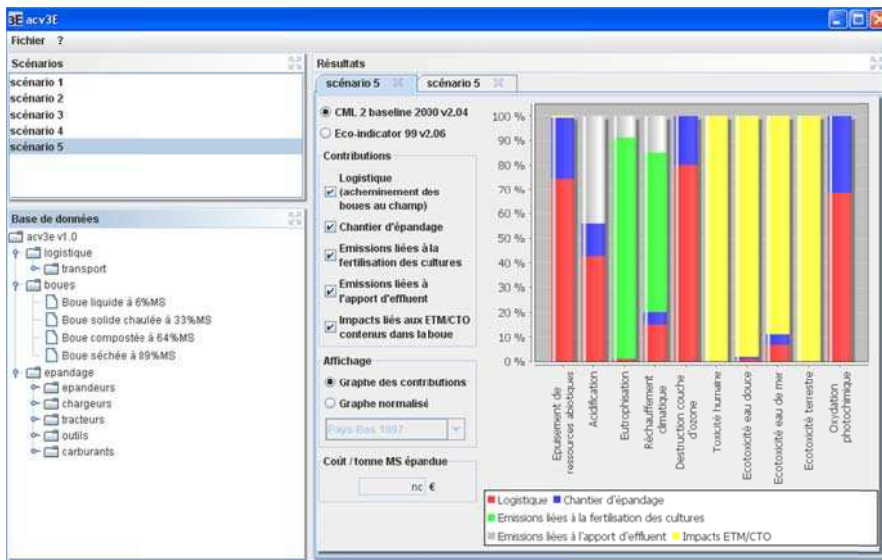 3E acv3E
Fichier ?
Scénarios
scénario 1
scénario 2
scénario 3
scénario 4
scénario 5
Base de données
acv3e v1.0
logistique
transport
boues
Boue liquide à 6%MS
Boue solide chaulée à 33%MS
Boue compostée à 64%MS
Boue séchée à 89%MS
epandage
epandeurs
chargeurs
tracteurs
outils
carburants
Résultats
scénario 5
scénario 5
CML 2 baseline 2000 v2.04
Eco-indicator 99 v2.06
Contributions
Logistique
(acheminement des
boues au champ)
Chantier d'épandage
Emissions liées à la
fertilisation des cultures
Emissions liées à
l'apport d'effluent
Impacts liés aux ETM/CTO
contenus dans la boue
Affichage
Graphe des contributions
Graphe normalisé
Pays-Bas 1997
Coût / tonne MS épandue
nc €
100 %
90 %
80 %
70 %
60 %
50 %
40 %
30 %
20 %
10 %
0 %
Epuisement de
ressources abiotiques
Acidification
Eutrophisation
Réchauffement
climatique
Destruction couche
d'ozone
Toxicité humaine
Ecotoxicité eau douce
Ecotoxicité eau de mer
Ecotoxicité terrestre
Oxydation
photochimique
Logistique Chantier d'épandage
Emissions liées à la fertilisation des cultures
Emissions liées à l'apport d'effluent Impacts ETM/CTO